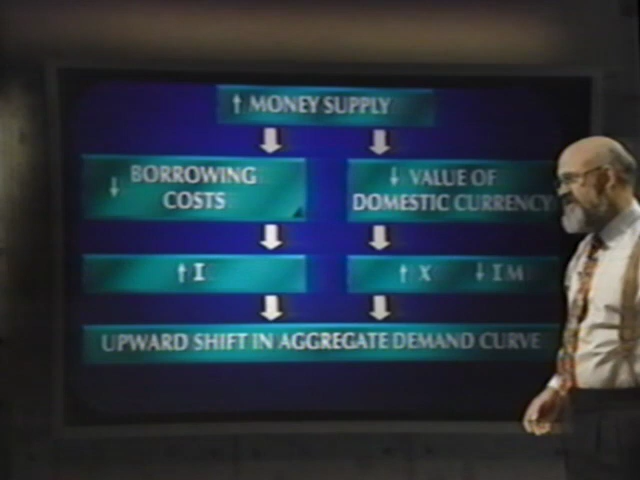 ↑ MONEY SUPPLY
↓ BORROWING
COSTS
↓ VALUE OF
DOMESTIC CURRENCY
↑ I
↑ X ↓ IM
UPWARD SHIFT IN AGGREGATE DEMAND CURVE